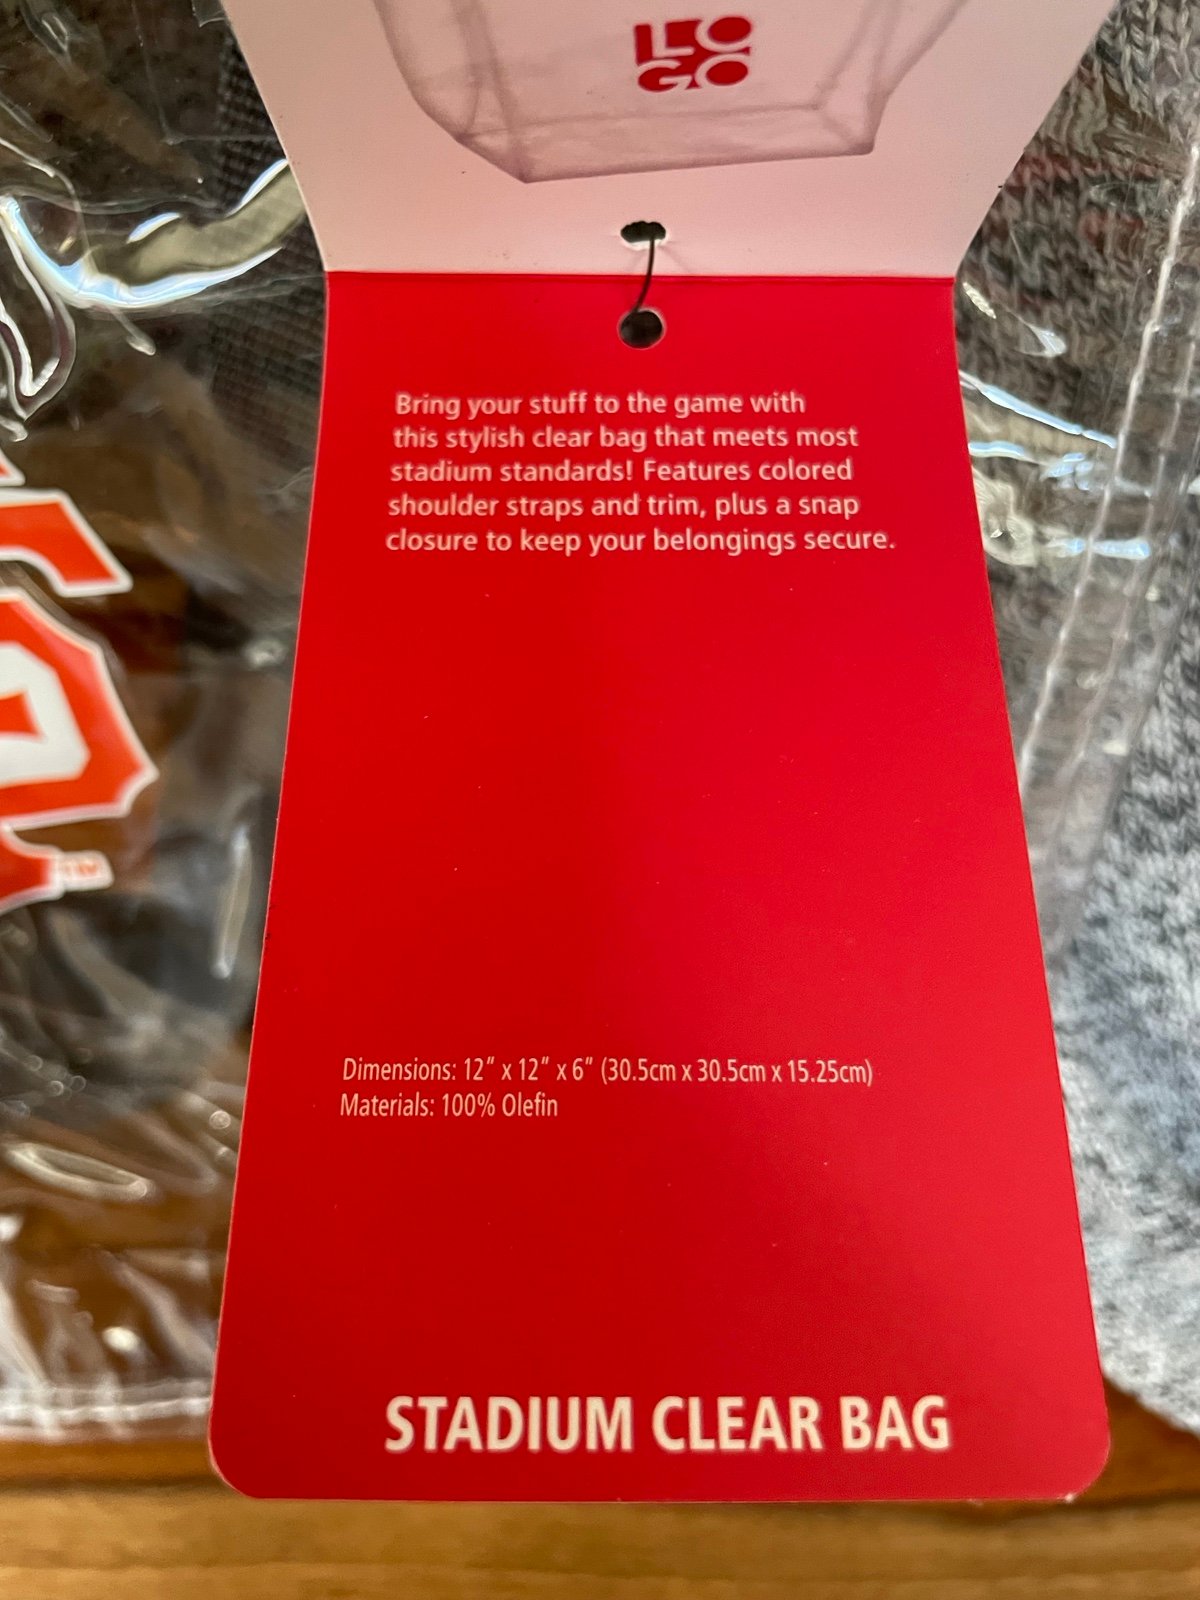 LO
GO
Bring your stuff to the game with
this stylish clear bag that meets most
stadium standards! Features colored
shoulder straps and trim, plus a snap
closure to keep your belongings secure.
TM
Dimensions: 12" x 12" x 6" (30.5cm x 30.5cm x 15.25cm)
Materials: 100% Olefin
STADIUM CLEAR BAG